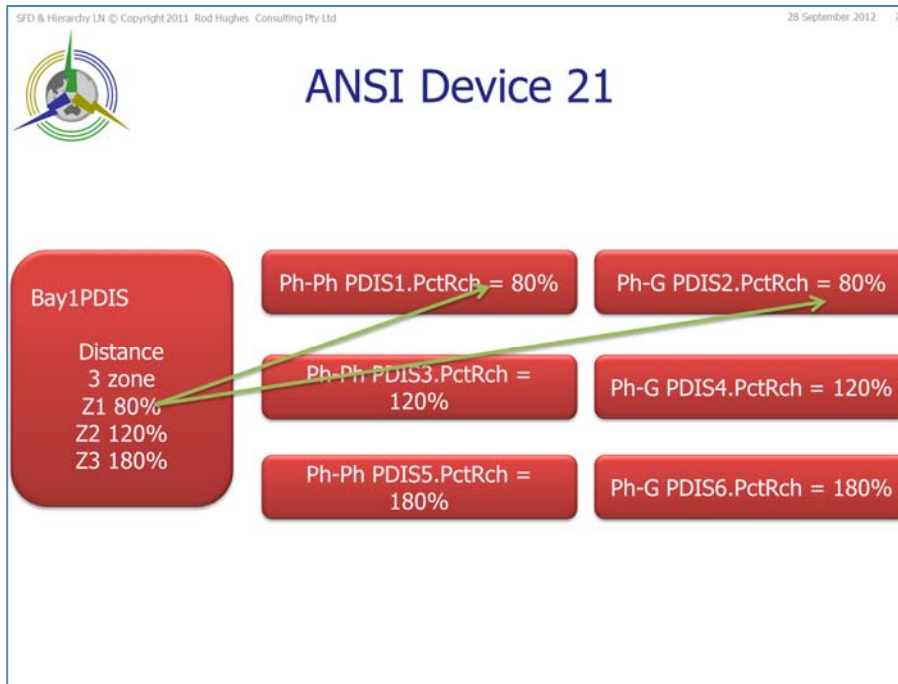 SFD & Hierarchy LN © Copyright 2011 Rod Hughes Consulting Pty Ltd
28 September 2012
ANSI Device 21
Bay1PDIS
Distance
3 zone
Z1 80%
Z2 120%
Z3 180%
Ph-Ph PDIS1.PctRch = 80%
Ph-G PDIS2.PctRch = 80%
Ph-Ph PDIS3.PctRch =
120%
Ph-G PDIS4.PctRch = 120%
Ph-Ph PDIS5.PctRch =
180%
Ph-G PDIS6.PctRch = 180%